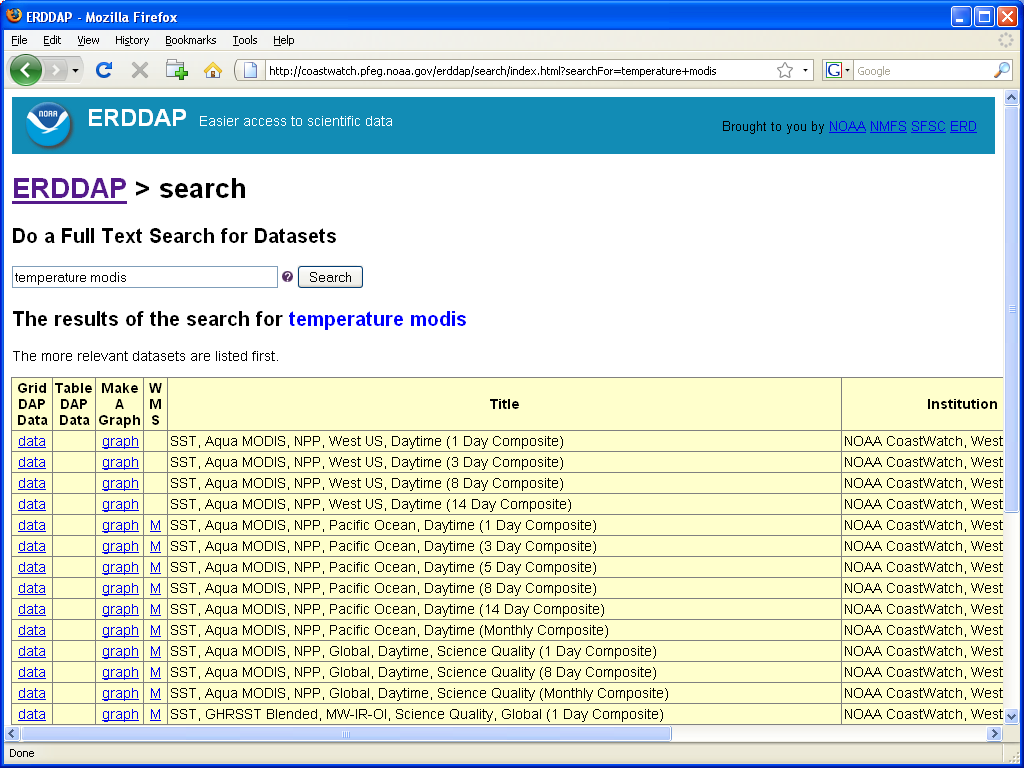 ERDDAP - Mozilla Firefox
File Edit View History Bookmarks Tools Help
http://coastwatch.pfeg.noaa.gov/erddap/search/index.html?searchFor=temperature+modis
G Google
NOAA ERDDAP Easier access to scientific data
Brought to you by NOAA NMFS SFSC ERD
ERDDAP > search
Do a Full Text Search for Datasets
temperature modis ? Search
The results of the search for temperature modis
The more relevant datasets are listed first.
Grid DAP Data Table DAP Data Make A Graph W M S Title Institution
data graph SST, Aqua MODIS, NPP, West US, Daytime (1 Day Composite) NOAA CoastWatch, West
data graph SST, Aqua MODIS, NPP, West US, Daytime (3 Day Composite) NOAA CoastWatch, West
data graph SST, Aqua MODIS, NPP, West US, Daytime (8 Day Composite) NOAA CoastWatch, West
data graph SST, Aqua MODIS, NPP, West US, Daytime (14 Day Composite) NOAA CoastWatch, West
data graph M SST, Aqua MODIS, NPP, Pacific Ocean, Daytime (1 Day Composite) NOAA CoastWatch, West
data graph M SST, Aqua MODIS, NPP, Pacific Ocean, Daytime (3 Day Composite) NOAA CoastWatch, West
data graph M SST, Aqua MODIS, NPP, Pacific Ocean, Daytime (5 Day Composite) NOAA CoastWatch, West
data graph M SST, Aqua MODIS, NPP, Pacific Ocean, Daytime (8 Day Composite) NOAA CoastWatch, West
data graph M SST, Aqua MODIS, NPP, Pacific Ocean, Daytime (14 Day Composite) NOAA CoastWatch, West
data graph M SST, Aqua MODIS, NPP, Pacific Ocean, Daytime (Monthly Composite) NOAA CoastWatch, West
data graph M SST, Aqua MODIS, NPP, Global, Daytime, Science Quality (1 Day Composite) NOAA CoastWatch, West
data graph M SST, Aqua MODIS, NPP, Global, Daytime, Science Quality (8 Day Composite) NOAA CoastWatch, West
data graph M SST, Aqua MODIS, NPP, Global, Daytime, Science Quality (Monthly Composite) NOAA CoastWatch, West
data graph M SST, GHRSST Blended, MW-IR-OI, Science Quality, Global (1 Day Composite) NOAA CoastWatch, West
Done